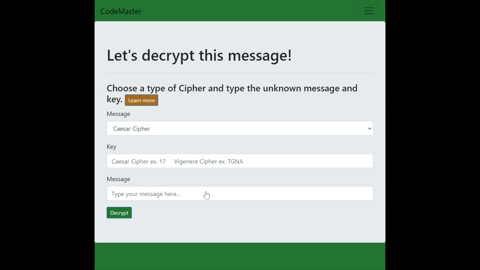 CodeMaster
Let's decrypt this message!
Choose a type of Cipher and type the unknown message and
key. Learn more
Message
Caesar Cipher
Key
Caesar Cipher ex. 17 Vigenere Cipher ex. TGNA
Message
Type your message here...
Decrypt